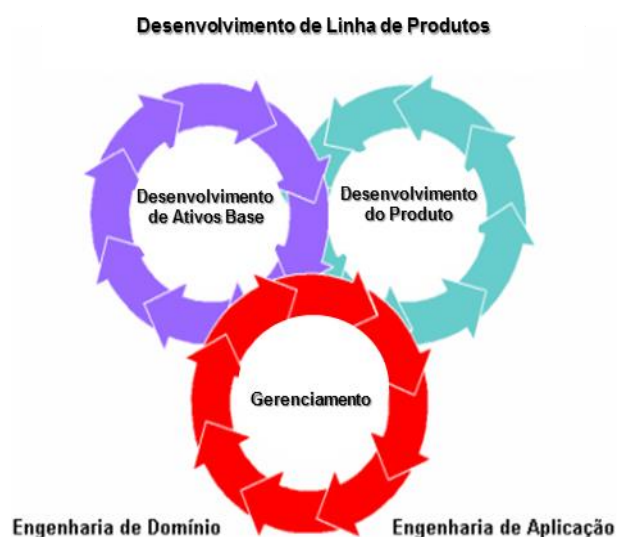 Desenvolvimento de Linha de Produtos
Desenvolvimento
de Ativos Base
Desenvolvimento
do Produto
Gerenciamento
Engenharia de Domínio
Engenharia de Aplicação